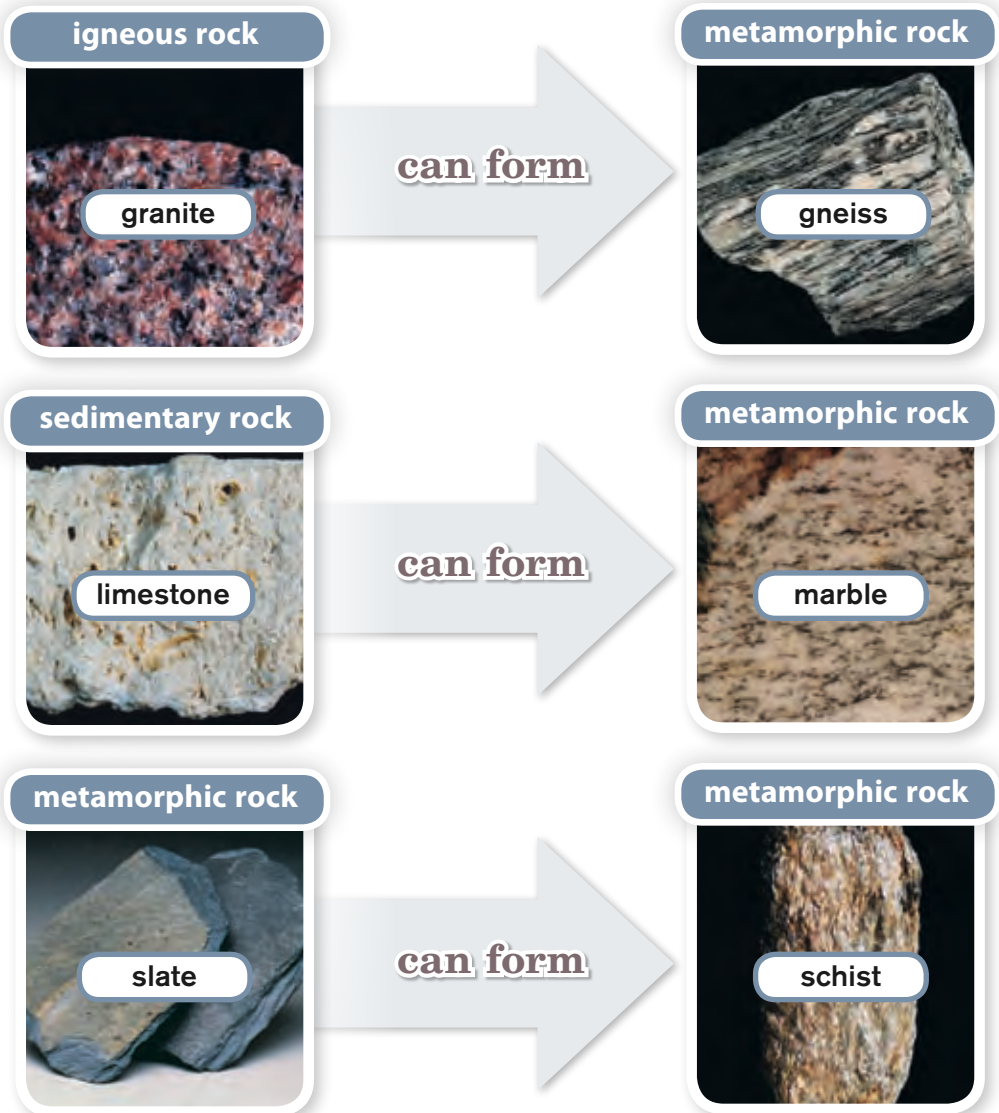 igneous rock
can form
metamorphic rock
granite
gneiss
sedimentary rock
can form
metamorphic rock
limestone
marble
metamorphic rock
can form
metamorphic rock
slate
schist